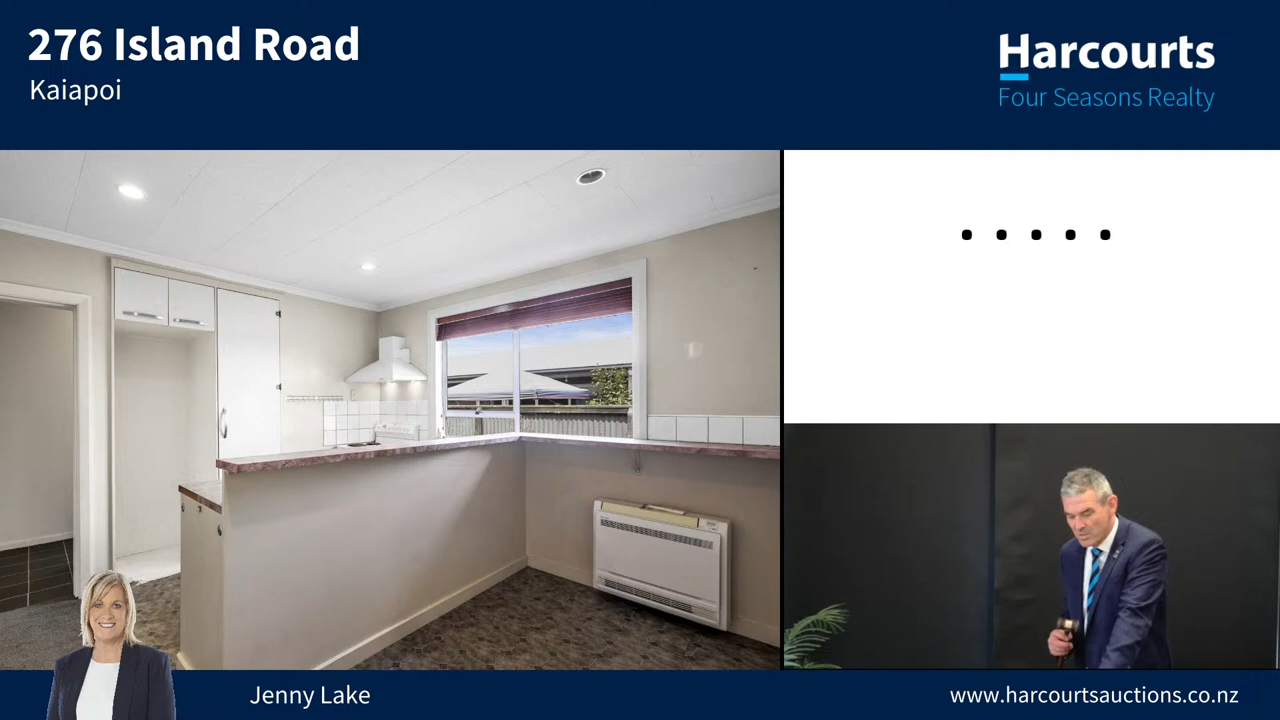 276 Island Road
Kaiapoi
Harcourts
Four Seasons Realty
.....
Jenny Lake
www.harcourtsauctions.co.nz